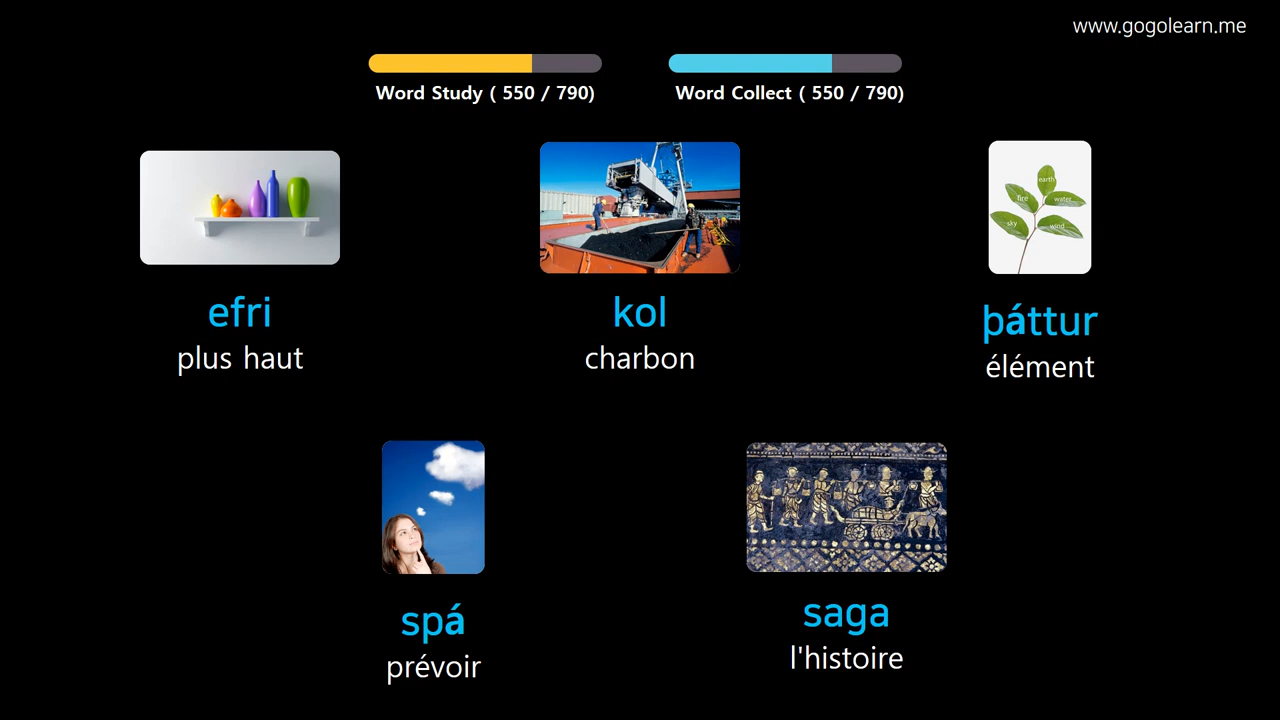 www.gogolearn.me
Word Study ( 550 / 790)
Word Collect ( 550 / 790)
earth
fire
water
sky
wind
efri
plus haut
kol
charbon
þáttur
élément
spá
prévoir
saga
l'histoire